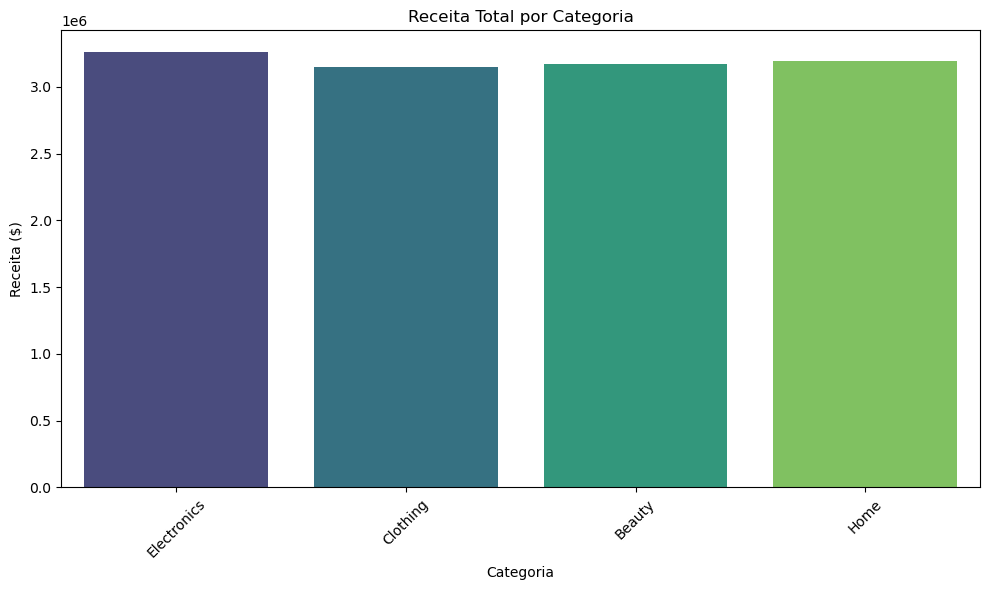 Receita Total por Categoria
1e6
3.0
2.5
2.0
1.5
1.0
0.5
0.0
Receita ($)
Electronics
Clothing
Beauty
Home
Categoria